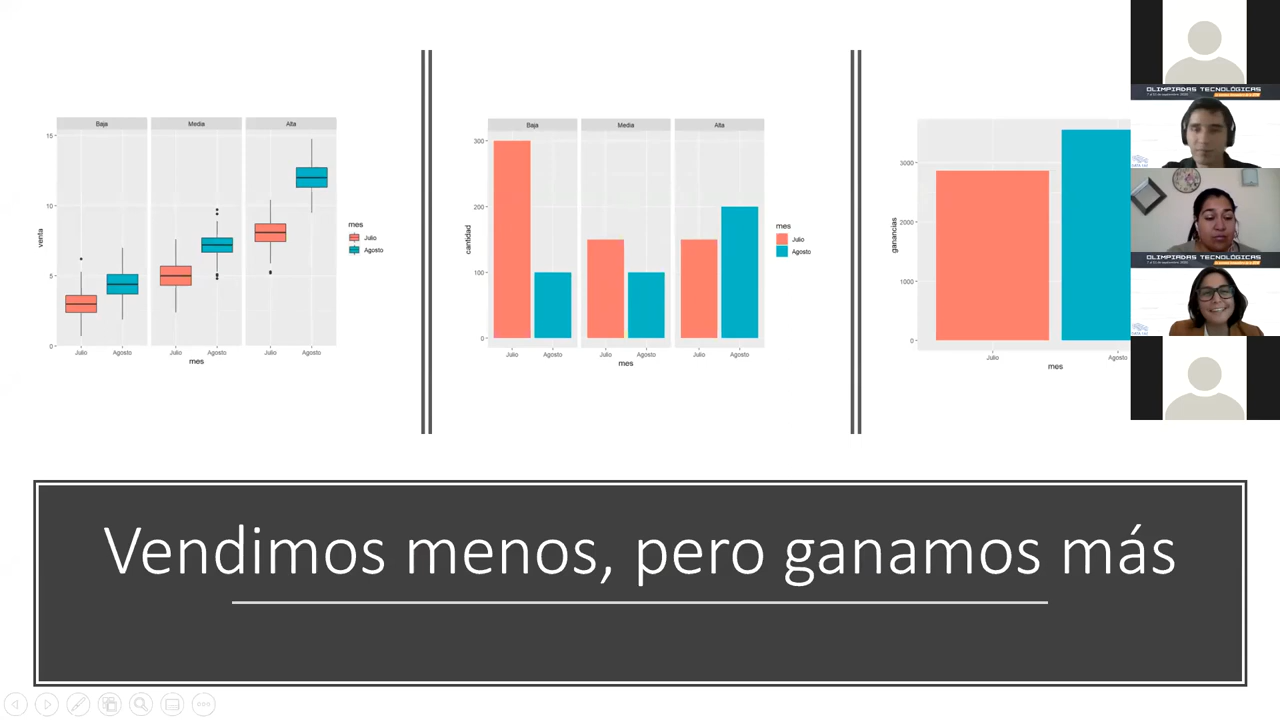 Baja Media Alta
15
10
5
0
venta
Julio Agosto Julio Agosto Julio Agosto
mes
mes
Julio
Agosto
Baja Media Alta
300
200
100
0
cantidad
Julio Agosto Julio Agosto Julio Agosto
mes
mes
Julio
Agosto
3000
2000
1000
0
ganancias
Julio Agosto
mes
OLIMPIADAS TECNOLÓGICAS
OLIMPIADAS TECNOLÓGICAS
Vendimos menos, pero ganamos más